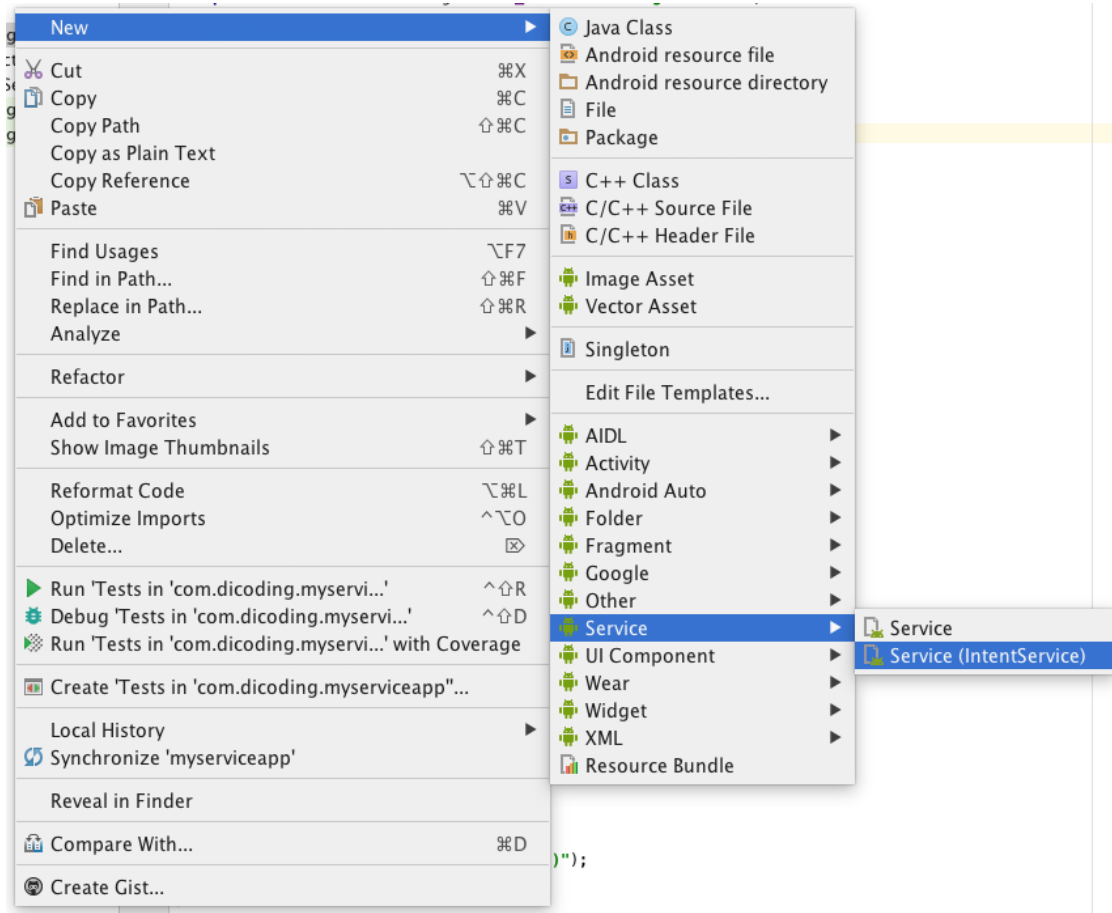 New
Cut ⌘X
Copy ⌘C
Copy Path ⇧⌘C
Copy as Plain Text
Copy Reference ⌥⇧⌘C
Paste ⌘V
Find Usages ⌥F7
Find in Path... ⇧⌘F
Replace in Path... ⇧⌘R
Analyze
Refactor
Add to Favorites
Show Image Thumbnails ⇧⌘T
Reformat Code ⌥⌘L
Optimize Imports ^⌥O
Delete... ⌦
Run 'Tests in 'com.dicoding.myservi...' ^⇧R
Debug 'Tests in 'com.dicoding.myservi...' ^⇧D
Run 'Tests in 'com.dicoding.myservi...' with Coverage
Create 'Tests in 'com.dicoding.myserviceapp''...
Local History
Synchronize 'myserviceapp'
Reveal in Finder
Compare With... ⌘D
Create Gist...
Java Class
Android resource file
Android resource directory
File
Package
C++ Class
C/C++ Source File
C/C++ Header File
Image Asset
Vector Asset
Singleton
Edit File Templates...
AIDL
Activity
Android Auto
Folder
Fragment
Google
Other
Service
UI Component
Wear
Widget
XML
Resource Bundle
Service
Service (IntentService)
)");